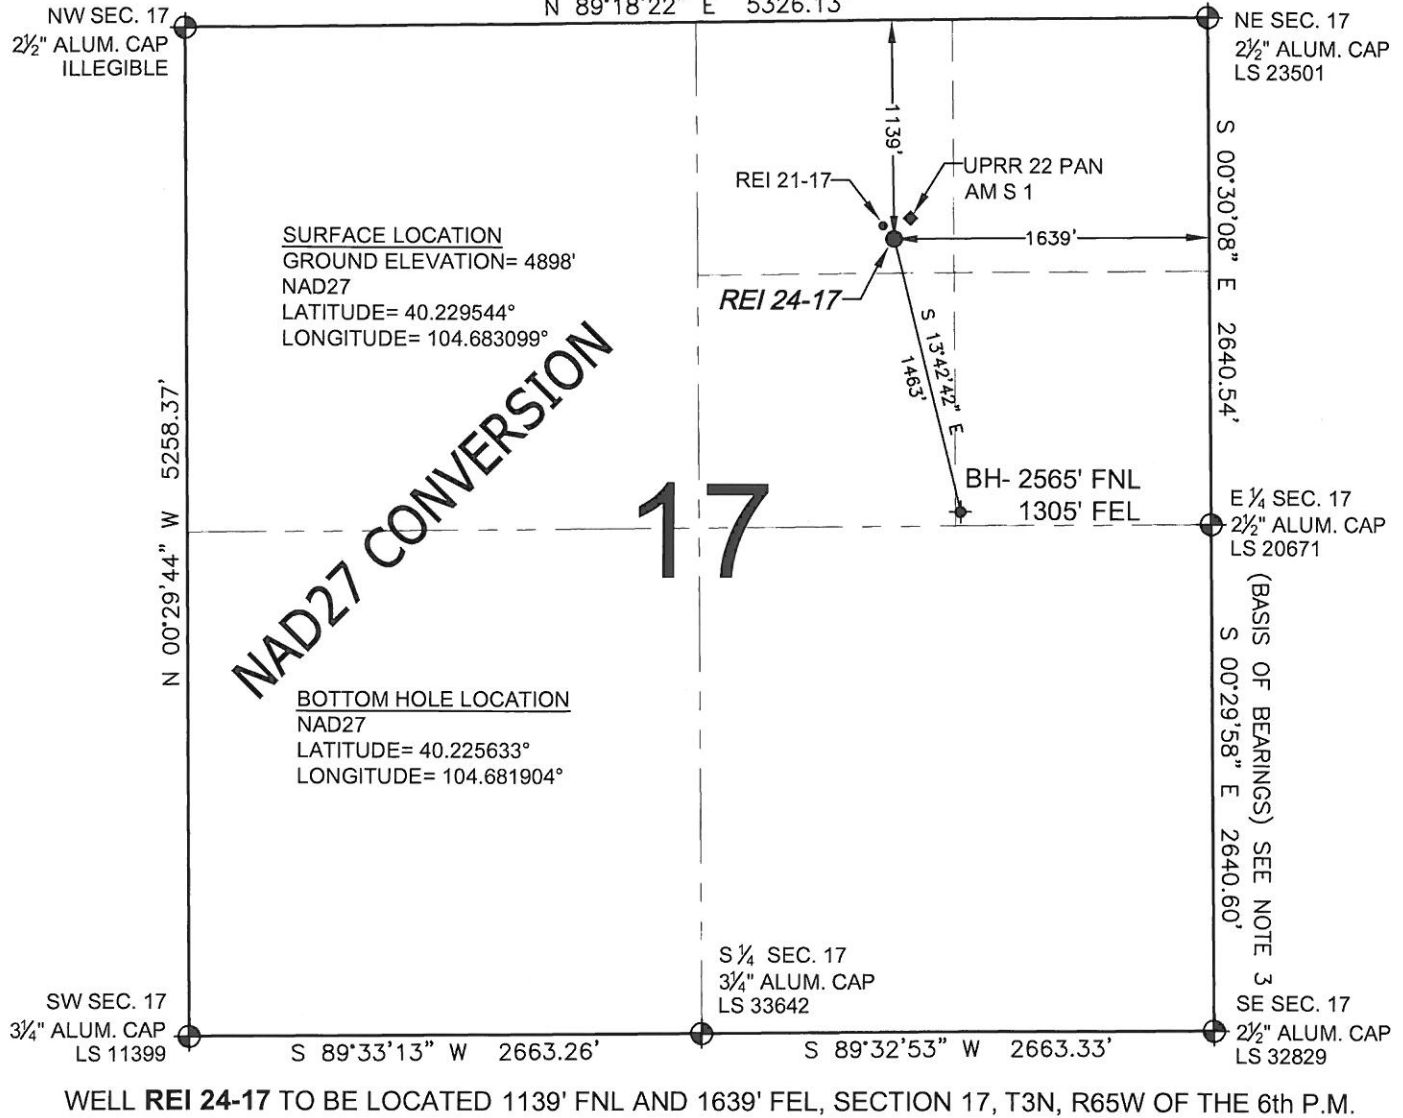 N 89°18'22" E 5326.13'
NW SEC. 17
2½" ALUM. CAP
ILLEGIBLE
NE SEC. 17
2½" ALUM. CAP
LS 23501
1139'
REI 21-17
UPRR 22 PAN
AM S 1
1639'
REI 24-17
S 00°30'08" E 2640.54'
SURFACE LOCATION
GROUND ELEVATION= 4898'
NAD27
LATITUDE= 40.229544°
LONGITUDE= 104.683099°
S 13°42'42" E
1463'
NAD27 CONVERSION
N 00°29'44" W 5258.37'
17
BH- 2565' FNL
1305' FEL
E ¼ SEC. 17
2½" ALUM. CAP
LS 20671
(BASIS OF BEARINGS) SEE NOTE 3
S 00°29'58" E 2640.60'
BOTTOM HOLE LOCATION
NAD27
LATITUDE= 40.225633°
LONGITUDE= 104.681904°
S ¼ SEC. 17
3¼" ALUM. CAP
LS 33642
SW SEC. 17
3¼" ALUM. CAP
LS 11399
SE SEC. 17
2½" ALUM. CAP
LS 32829
S 89°33'13" W 2663.26'
S 89°32'53" W 2663.33'
WELL REI 24-17 TO BE LOCATED 1139' FNL AND 1639' FEL, SECTION 17, T3N, R65W OF THE 6th P.M.